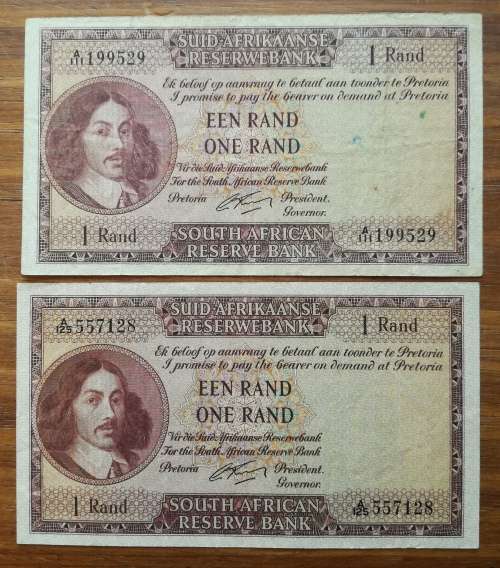 SUID-AFRIKAANSE
RESERWEBANK
A/111 199529
1 Rand
Ek beloof op aanvraag te betaal aan toonder te Pretoria
I promise to pay the bearer on demand at Pretoria
EEN RAND
ONE RAND
Vir die Suid-Afrikaanse Reserwebank
For the South African Reserve Bank
Pretoria President.
Governor.
1 Rand
SOUTH AFRICAN
RESERVE BANK
A/111 199529
SUID-AFRIKAANSE
RESERWEBANK
A/125 557128
1 Rand
Ek beloof op aanvraag te betaal aan toonder te Pretoria
I promise to pay the bearer on demand at Pretoria
EEN RAND
ONE RAND
Vir die Suid-Afrikaanse Reserwebank
For the South African Reserve Bank
Pretoria President.
Governor.
1 Rand
SOUTH AFRICAN
RESERVE BANK
A/125 557128